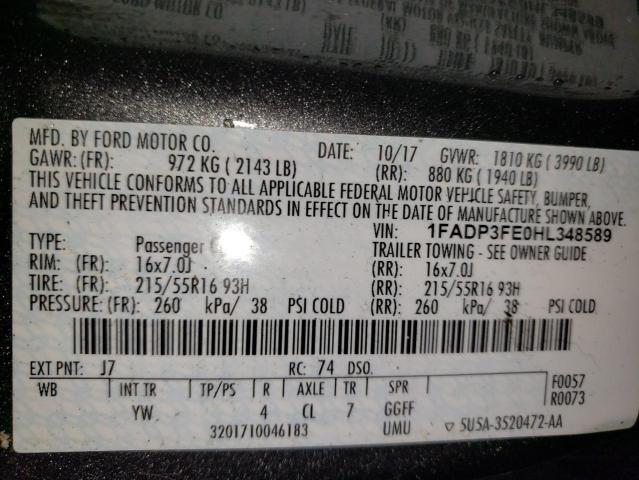 MFD. BY FORD MOTOR CO. DATE: 10/17 GVWR: 1810 KG ( 3990 LB)
GAWR: (FR): 972 KG ( 2143 LB) (RR): 880 KG ( 1940 LB)
THIS VEHICLE CONFORMS TO ALL APPLICABLE FEDERAL MOTOR VEHICLE SAFETY, BUMPER,
AND THEFT PREVENTION STANDARDS IN EFFECT ON THE DATE OF MANUFACTURE SHOWN ABOVE.
VIN: 1FADP3FE0HL348589
TYPE: Passenger TRAILER TOWING - SEE OWNER GUIDE
RIM: (FR): 16x7.0J (RR): 16x7.0J
TIRE: (FR): 215/55R16 93H (RR): 215/55R16 93H
PRESSURE: (FR): 260 kPa/ 38 PSI COLD (RR): 260 kPa/ 38 PSI COLD
EXT PNT: J7 RC: 74 DSO:
WB INT TR TP/PS R AXLE TR SPR F0057
YW 4 CL 7 GGFF R0073
3201710046183 UMU ▽ 5U5A-3520472-AA